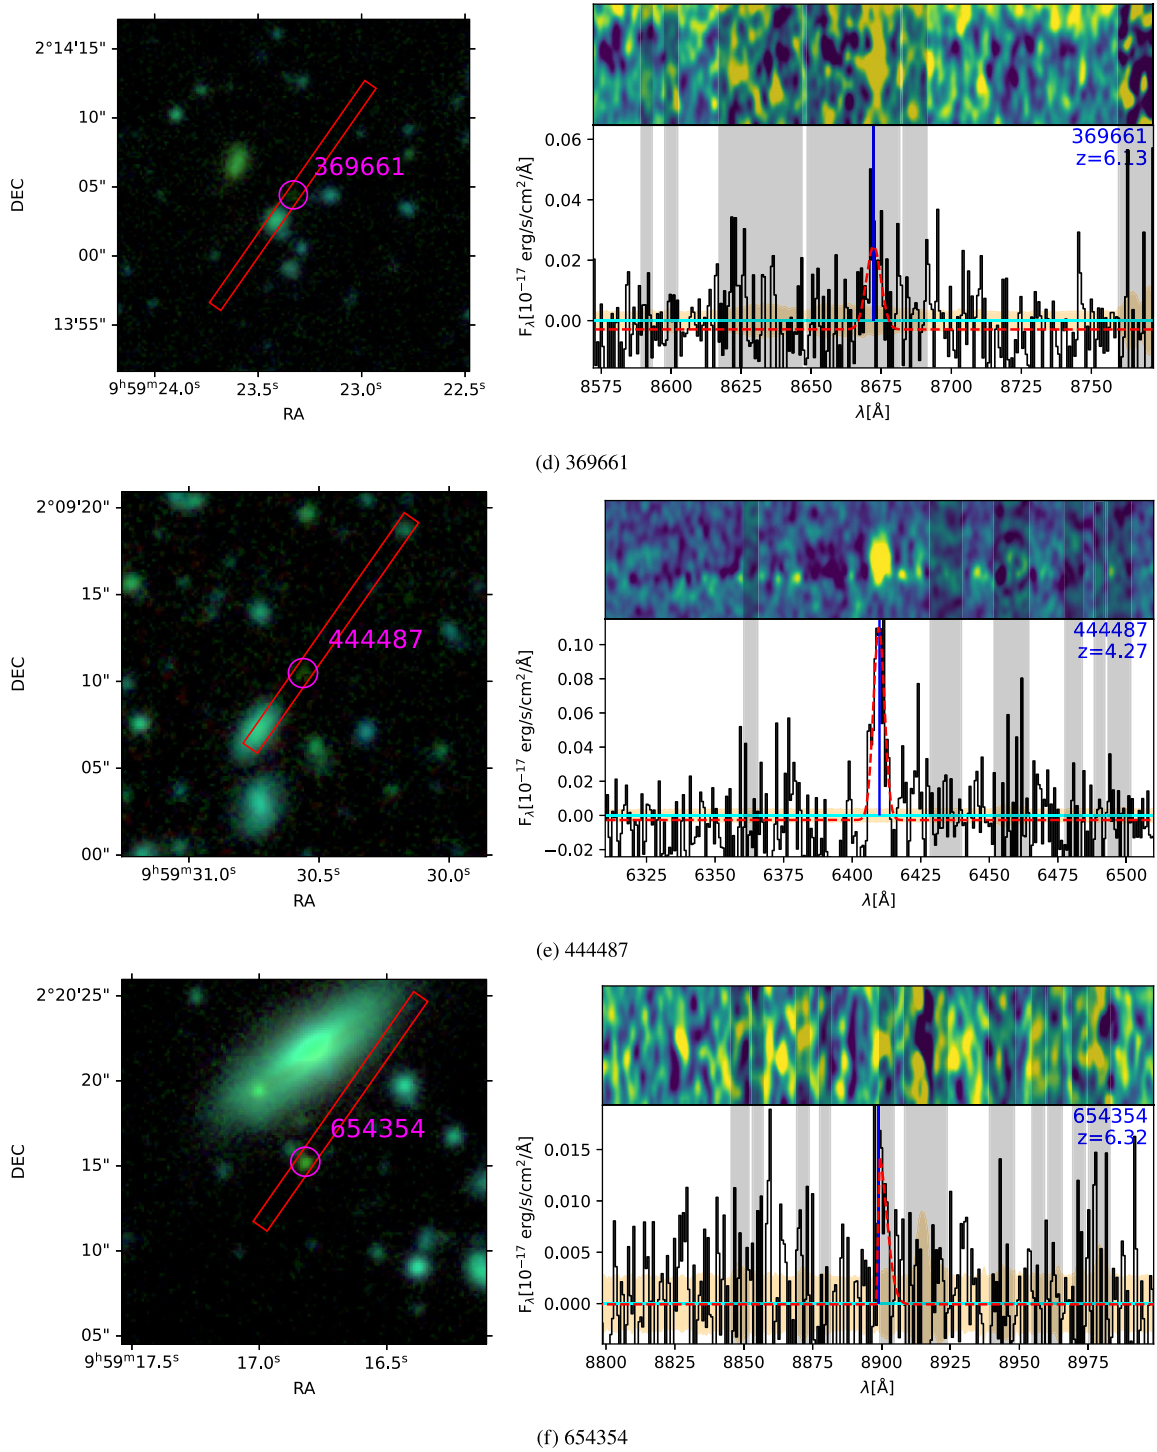 2°14'15"
10"
05"
00"
13'55"
DEC
369661
9ʰ59ᵐ24.0ˢ
23.5ˢ
23.0ˢ
22.5ˢ
RA
369661
z=6.13
0.06
0.04
0.02
0.00
F_λ[10⁻¹⁷ erg/s/cm²/Å]
8575
8600
8625
8650
8675
8700
8725
8750
λ[Å]
(d) 369661
2°09'20"
15"
10"
05"
00"
DEC
444487
9ʰ59ᵐ31.0ˢ
30.5ˢ
30.0ˢ
RA
444487
z=4.27
0.10
0.08
0.06
0.04
0.02
0.00
−0.02
F_λ[10⁻¹⁷ erg/s/cm²/Å]
6325
6350
6375
6400
6425
6450
6475
6500
λ[Å]
(e) 444487
2°20'25"
20"
15"
10"
05"
DEC
654354
9ʰ59ᵐ17.5ˢ
17.0ˢ
16.5ˢ
RA
654354
z=6.32
0.015
0.010
0.005
0.000
F_λ[10⁻¹⁷ erg/s/cm²/Å]
8800
8825
8850
8875
8900
8925
8950
8975
λ[Å]
(f) 654354